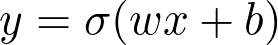 y = σ(wx + b)